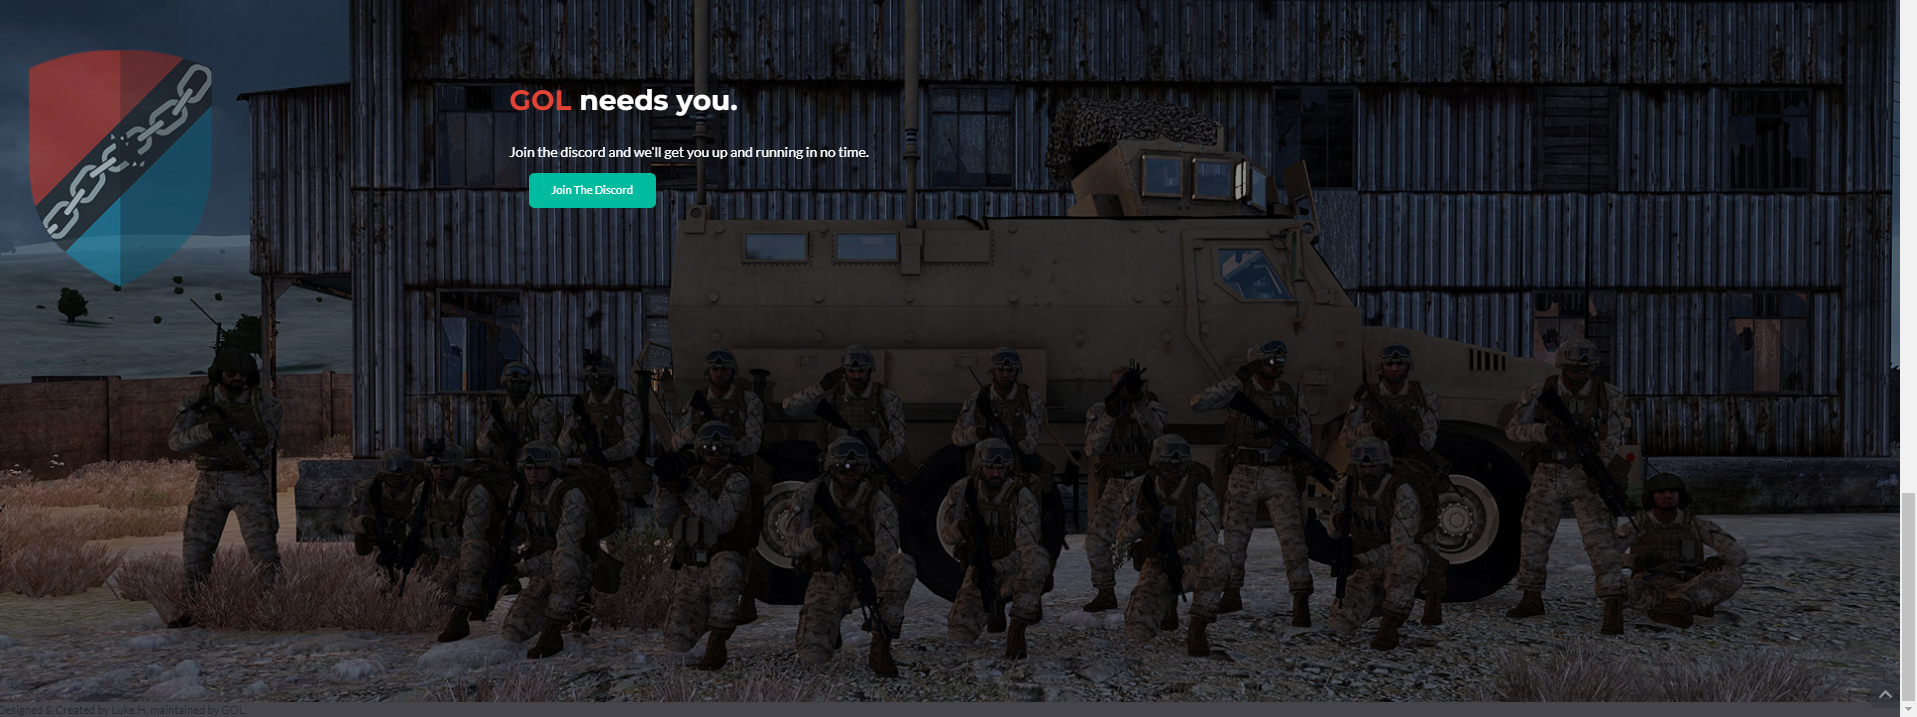 GOL needs you.
Join the discord and we'll get you up and running in no time.
Join The Discord
Designed & Created by Luke H, maintained by GOL.